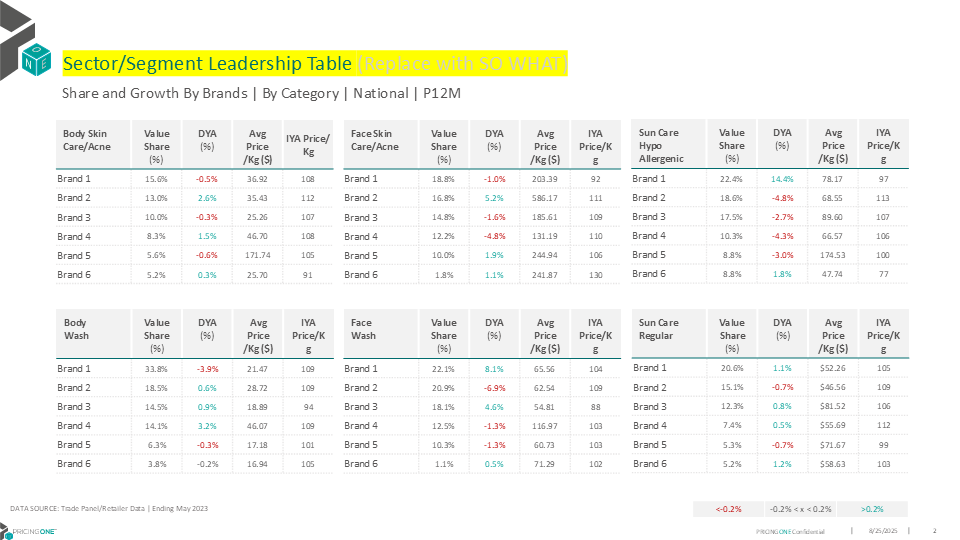 Sector/Segment Leadership Table (Replace with SO WHAT)
Share and Growth By Brands | By Category | National | P12M
Body Skin Care/Acne Value Share (%) DYA (%) Avg Price /Kg ($) IYA Price/ Kg
Brand 1 15.6% -0.5% 36.92 108
Brand 2 13.0% 2.6% 35.43 112
Brand 3 10.0% -0.3% 25.26 107
Brand 4 8.3% 1.5% 46.70 108
Brand 5 5.6% -0.6% 171.74 105
Brand 6 5.2% 0.3% 25.70 91
Face Skin Care/Acne Value Share (%) DYA (%) Avg Price /Kg ($) IYA Price/K g
Brand 1 18.8% -1.0% 203.39 92
Brand 2 16.8% 5.2% 586.17 111
Brand 3 14.8% -1.6% 185.61 109
Brand 4 12.2% -4.8% 131.19 110
Brand 5 10.0% 1.9% 244.94 106
Brand 6 1.8% 1.1% 241.87 130
Sun Care Hypo Allergenic Value Share (%) DYA (%) Avg Price /Kg ($) IYA Price/K g
Brand 1 22.4% 14.4% 78.17 97
Brand 2 18.6% -4.8% 68.55 113
Brand 3 17.5% -2.7% 89.60 107
Brand 4 10.3% -4.3% 66.57 106
Brand 5 8.8% -3.0% 174.53 100
Brand 6 8.8% 1.8% 47.74 77
Body Wash Value Share (%) DYA (%) Avg Price /Kg ($) IYA Price/K g
Brand 1 33.8% -3.9% 21.47 109
Brand 2 18.5% 0.6% 28.72 109
Brand 3 14.5% 0.9% 18.89 94
Brand 4 14.1% 3.2% 46.07 109
Brand 5 6.3% -0.3% 17.18 101
Brand 6 3.8% -0.2% 16.94 105
Face Wash Value Share (%) DYA (%) Avg Price /Kg ($) IYA Price/K g
Brand 1 22.1% 8.1% 65.56 104
Brand 2 20.9% -6.9% 62.54 109
Brand 3 18.1% 4.6% 54.81 88
Brand 4 12.5% -1.3% 116.97 103
Brand 5 10.3% -1.3% 60.73 103
Brand 6 1.1% 0.5% 71.29 102
Sun Care Regular Value Share (%) DYA (%) Avg Price /Kg ($) IYA Price/K g
Brand 1 20.6% 1.1% $52.26 105
Brand 2 15.1% -0.7% $46.56 109
Brand 3 12.3% 0.8% $81.52 106
Brand 4 7.4% 0.5% $55.69 112
Brand 5 5.3% -0.7% $71.67 99
Brand 6 5.2% 1.2% $58.63 103
DATA SOURCE: Trade Panel/Retailer Data | Ending May 2023
<-0.2% -0.2% < x < 0.2% >0.2%
PRICINGONE™
PRICINGONE Confidential | 8/25/2025 | 2
O N E